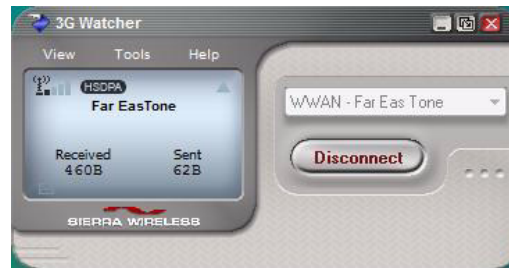 3G Watcher
View Tools Help
HSDPA
Far EasTone
WWAN - Far Eas Tone
Received Sent
460B 62B
Disconnect
SIERRA WIRELESS